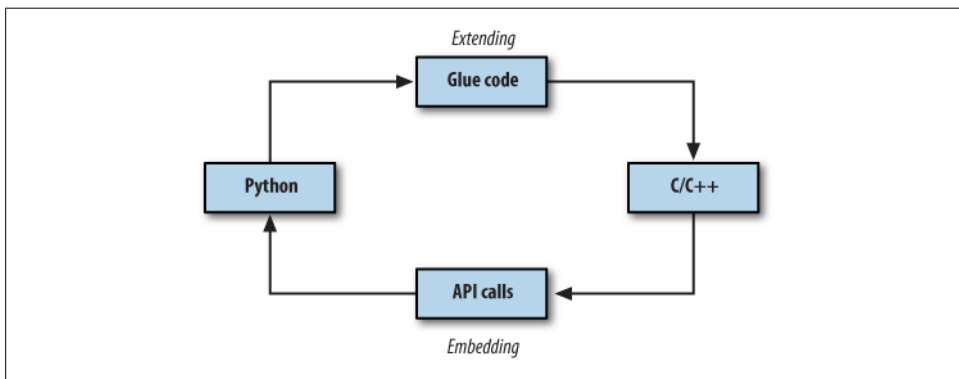 Extending
Glue code
Python
C/C++
API calls
Embedding